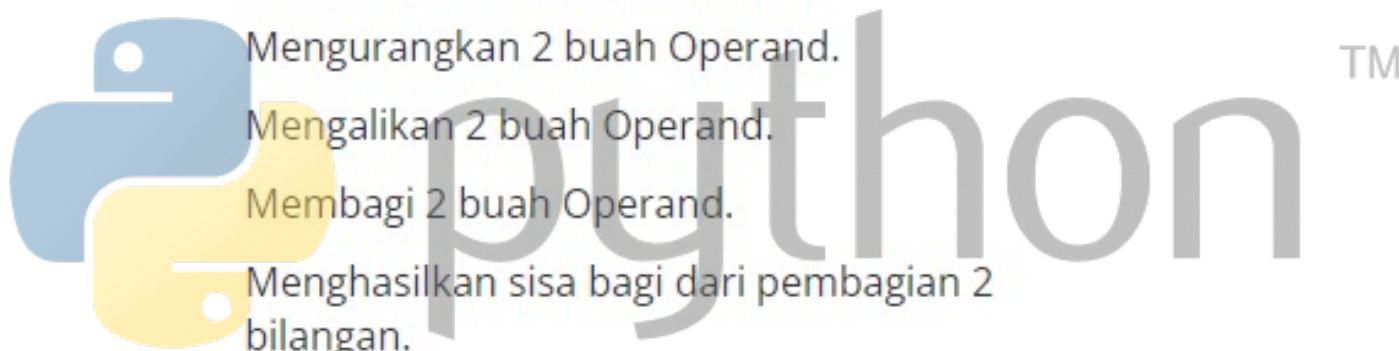 Mengurangkan 2 buah Operand.
Mengalikan 2 buah Operand.
Membagi 2 buah Operand.
Menghasilkan sisa bagi dari pembagian 2
bilangan.
python TM